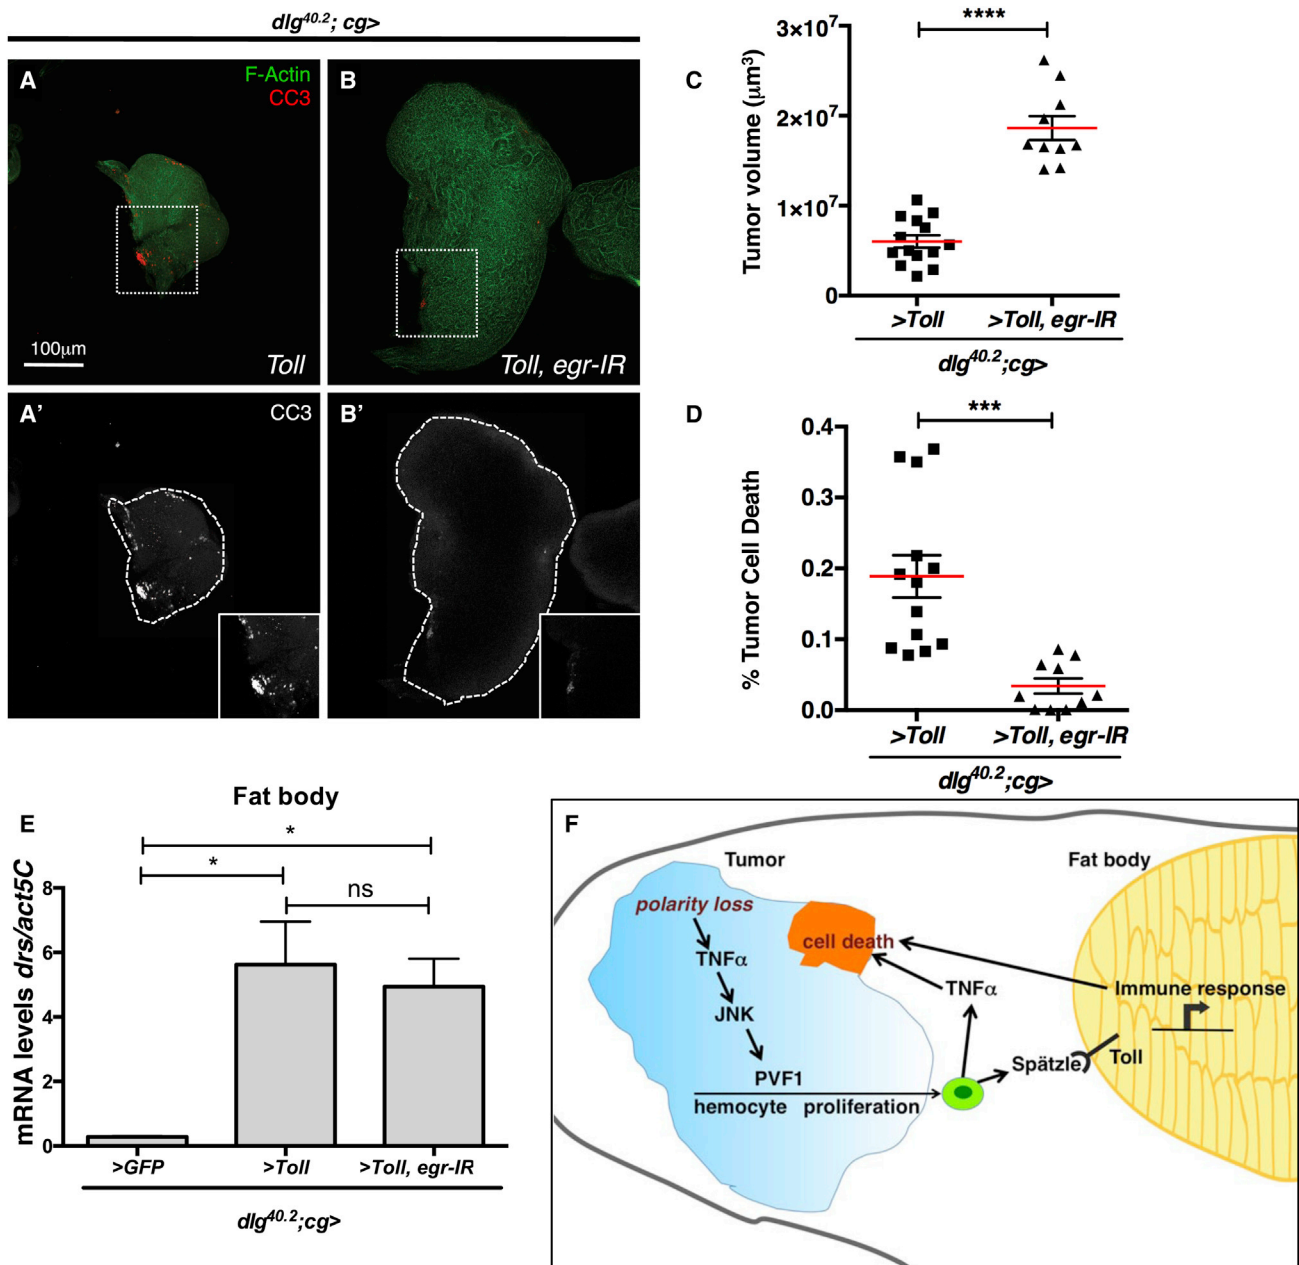 dlg40.2; cg>
A
F-Actin
CC3
100μm
Toll
B
Toll, egr-IR
A'
CC3
B'
C
Tumor volume (μm3)
3×107
2×107
1×107
0
****
>Toll
>Toll, egr-IR
dlg40.2;cg>
D
% Tumor Cell Death
0.4
0.3
0.2
0.1
0.0
***
>Toll
>Toll, egr-IR
dlg40.2;cg>
E
Fat body
mRNA levels drs/act5C
8
6
4
2
0
*
*
ns
>GFP
>Toll
>Toll, egr-IR
dlg40.2;cg>
F
Tumor
Fat body
polarity loss
cell death
TNFα
TNFα
Immune response
JNK
Spätzle
Toll
PVF1
hemocyte proliferation